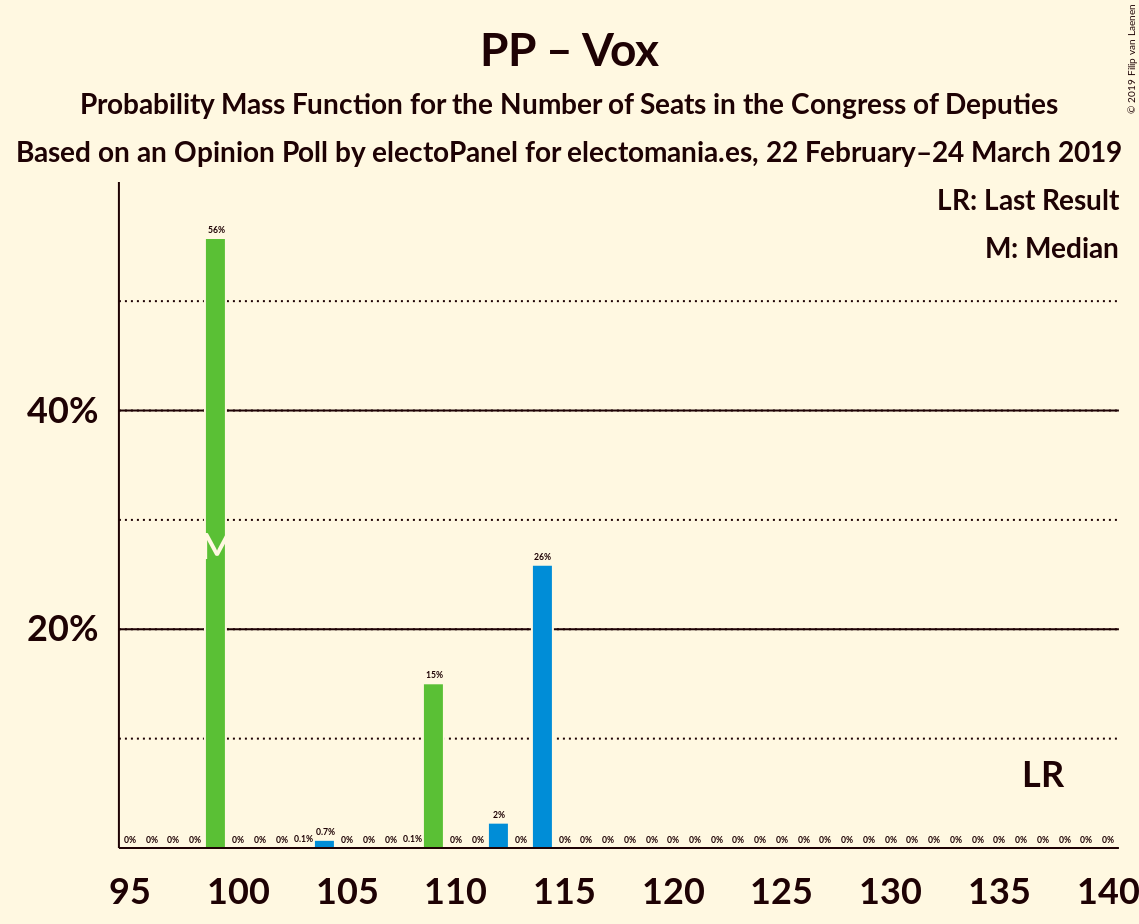 PP – Vox
Probability Mass Function for the Number of Seats in the Congress of Deputies
Based on an Opinion Poll by electoPanel for electomania.es, 22 February–24 March 2019
© 2019 Filip van Laenen
LR: Last Result
M: Median
56%
40%
M
26%
20%
15%
LR
2%
0% 0% 0% 0% 0% 0% 0% 0.1% 0.7% 0% 0% 0% 0.1% 0% 0% 0% 0% 0% 0% 0% 0% 0% 0% 0% 0% 0% 0% 0% 0% 0% 0% 0% 0% 0% 0% 0% 0% 0% 0% 0% 0% 0%
95 100 105 110 115 120 125 130 135 140